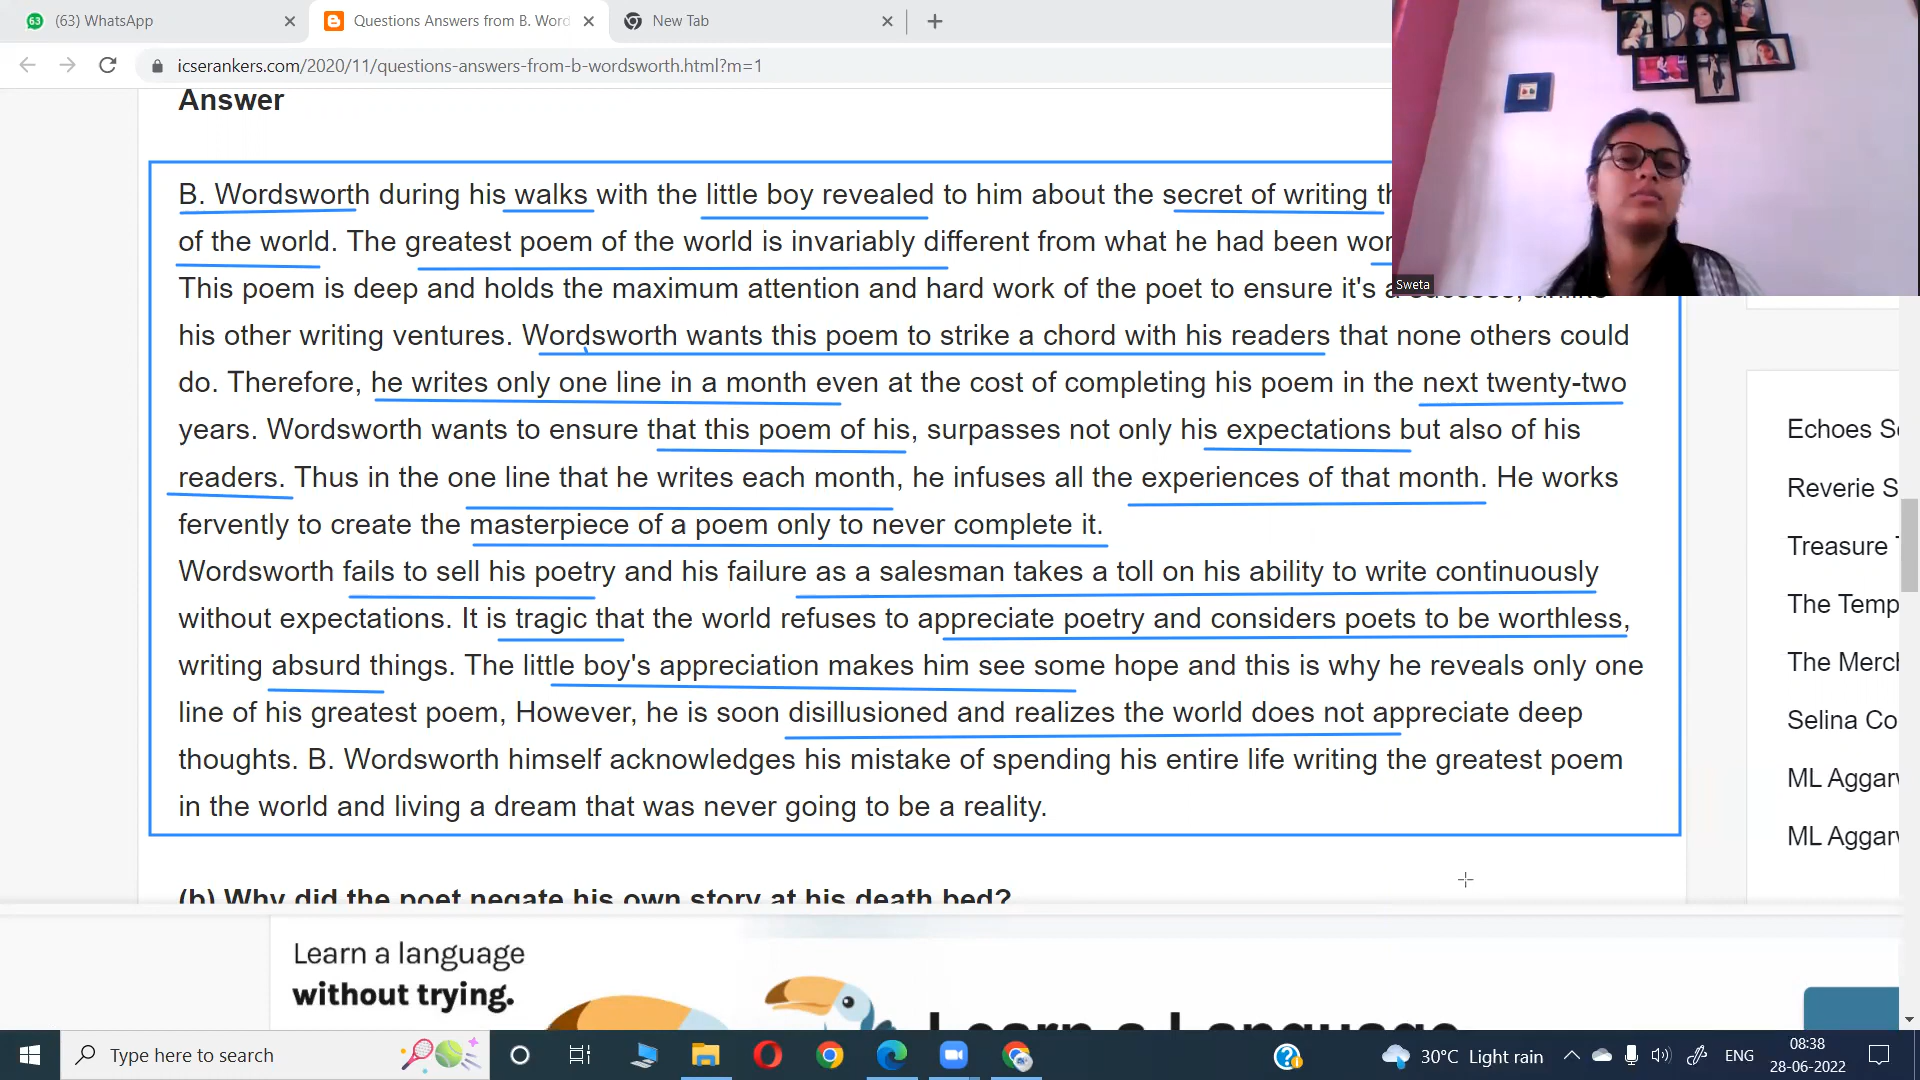 (63) WhatsApp
Questions Answers from B. Word
New Tab
icserankers.com/2020/11/questions-answers-from-b-wordsworth.html?m=1
Answer
B. Wordsworth during his walks with the little boy revealed to him about the secret of writing
of the world. The greatest poem of the world is invariably different from what he had been
This poem is deep and holds the maximum attention and hard work of the poet to ensure it's a
his other writing ventures. Wordsworth wants this poem to strike a chord with his readers that none others could
do. Therefore, he writes only one line in a month even at the cost of completing his poem in the next twenty-two
years. Wordsworth wants to ensure that this poem of his, surpasses not only his expectations but also of his
readers. Thus in the one line that he writes each month, he infuses all the experiences of that month. He works
fervently to create the masterpiece of a poem only to never complete it.
Wordsworth fails to sell his poetry and his failure as a salesman takes a toll on his ability to write continuously
without expectations. It is tragic that the world refuses to appreciate poetry and considers poets to be worthless,
writing absurd things. The little boy's appreciation makes him see some hope and this is why he reveals only one
line of his greatest poem, However, he is soon disillusioned and realizes the world does not appreciate deep
thoughts. B. Wordsworth himself acknowledges his mistake of spending his entire life writing the greatest poem
in the world and living a dream that was never going to be a reality.
(b) Why did the poet negate his own story at his death bed?
Sweta
Echoes
Reverie S
Treasure
The Temp
The Merch
Selina Co
ML Aggarw
ML Aggarw
Learn a language
without trying.
Learn a Language
Type here to search
30°C Light rain
ENG
08:38
28-06-2022